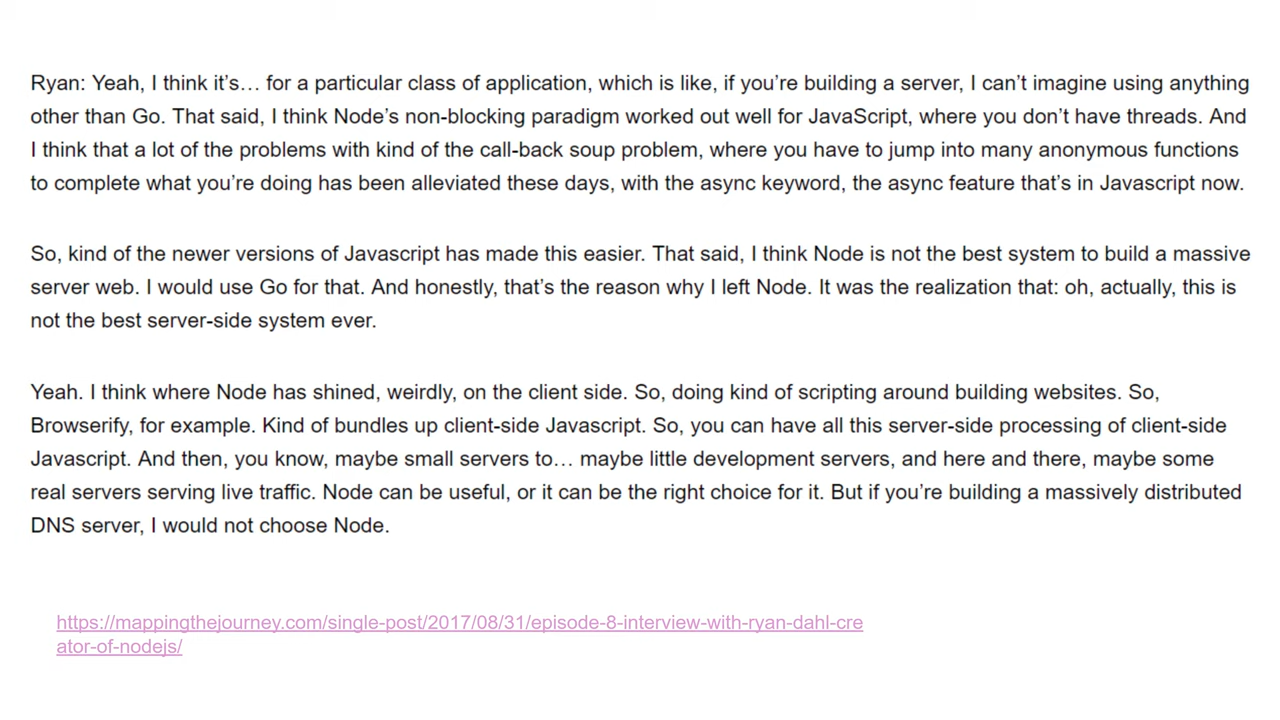 Ryan: Yeah, I think it’s… for a particular class of application, which is like, if you’re building a server, I can’t imagine using anything
other than Go. That said, I think Node’s non-blocking paradigm worked out well for JavaScript, where you don’t have threads. And
I think that a lot of the problems with kind of the call-back soup problem, where you have to jump into many anonymous functions
to complete what you’re doing has been alleviated these days, with the async keyword, the async feature that’s in Javascript now.
So, kind of the newer versions of Javascript has made this easier. That said, I think Node is not the best system to build a massive
server web. I would use Go for that. And honestly, that’s the reason why I left Node. It was the realization that: oh, actually, this is
not the best server-side system ever.
Yeah. I think where Node has shined, weirdly, on the client side. So, doing kind of scripting around building websites. So,
Browserify, for example. Kind of bundles up client-side Javascript. So, you can have all this server-side processing of client-side
Javascript. And then, you know, maybe small servers to… maybe little development servers, and here and there, maybe some
real servers serving live traffic. Node can be useful, or it can be the right choice for it. But if you’re building a massively distributed
DNS server, I would not choose Node.
https://mappingthejourney.com/single-post/2017/08/31/episode-8-interview-with-ryan-dahl-cre
ator-of-nodejs/